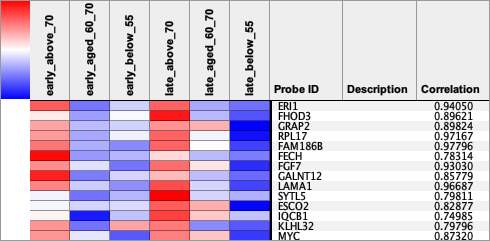 early_above_70
early_aged_60_70
early_below_55
late_above_70
late_aged_60_70
late_below_55
Probe ID Description Correlation
ERI1 0.94050
FHOD3 0.89621
GRAP2 0.89824
RPL17 0.97167
FAM186B 0.97796
FECH 0.78314
FGF7 0.93030
GALNT12 0.85779
LAMA1 0.96687
SYTL5 0.79811
ESCO2 0.82877
IQCB1 0.74985
KLHL32 0.79796
MYC 0.87320